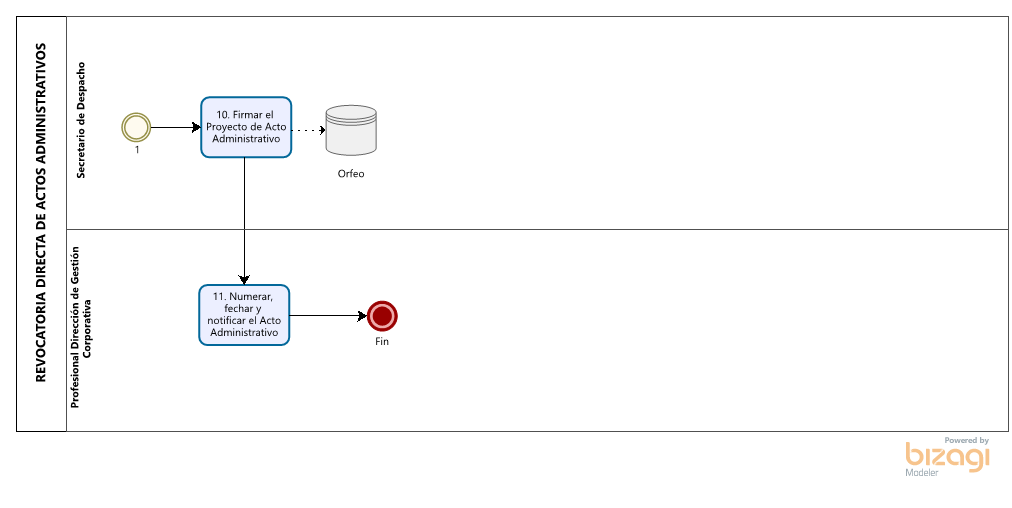 REVOCATORIA DIRECTA DE ACTOS ADMINISTRATIVOS
Secretario de Despacho
1
10. Firmar el
Proyecto de Acto
Administrativo
Orfeo
Profesional Dirección de Gestión
Corporativa
11. Numerar,
fechar y
notificar el Acto
Administrativo
Fin
Powered by
bizagi
Modeler